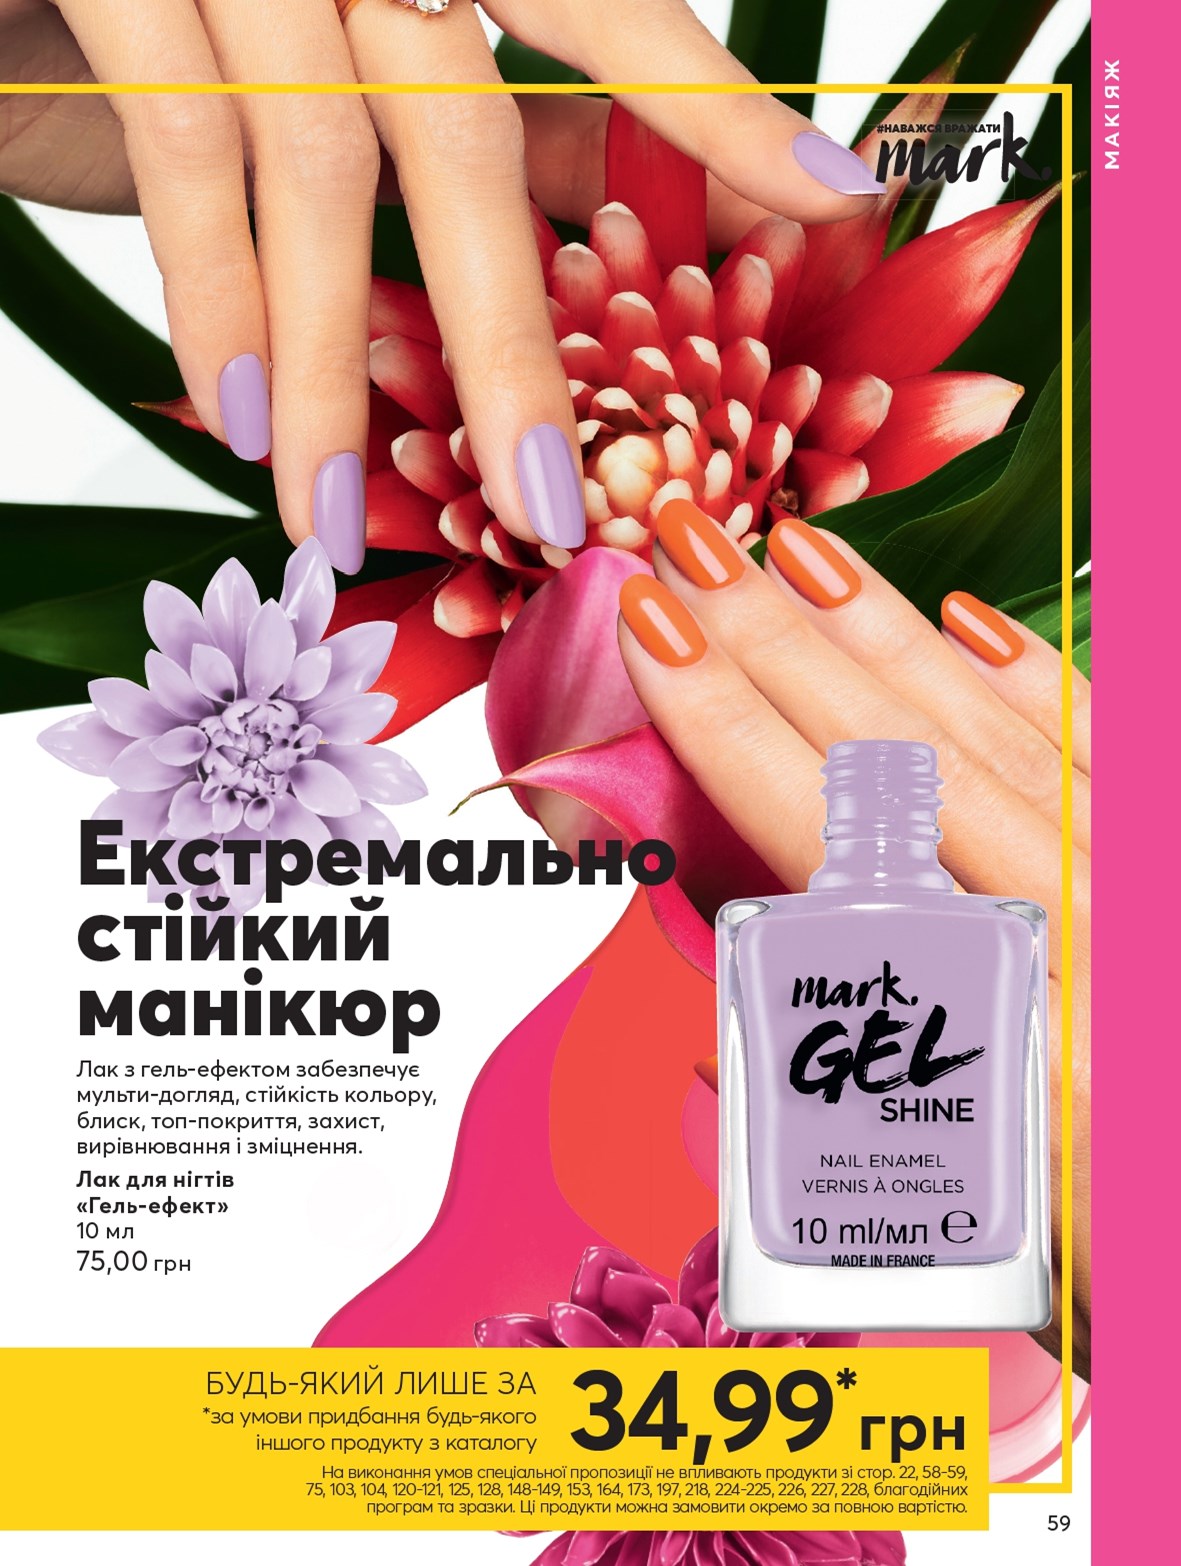 МАКІЯЖ
#НАВАЖСЯ ВРАЖАТИ
mark.
Екстремально
стійкий
манікюр
Лак з гель-ефектом забезпечує
мульти-догляд, стійкість кольору,
блиск, топ-покриття, захист,
вирівнювання і зміцнення.
Лак для нігтів
«Гель-ефект»
10 мл
75,00 грн
mark.
GEL
SHINE
NAIL ENAMEL
VERNIS À ONGLES
10 ml/мл ℮
MADE IN FRANCE
БУДЬ-ЯКИЙ ЛИШЕ ЗА
*за умови придбання будь-якого
іншого продукту з каталогу
34,99* грн
На виконання умов спеціальної пропозиції не впливають продукти зі стор. 22, 58-59,
75, 103, 104, 120-121, 125, 128, 148-149, 153, 164, 173, 197, 218, 224-225, 226, 227, 228, благодійних
програм та зразки. Ці продукти можна замовити окремо за повною вартістю.
59